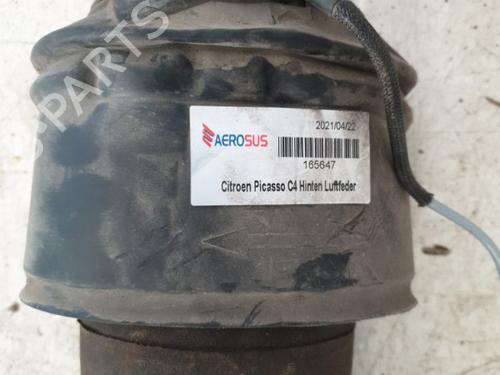 PARTS
AEROSUS
2021/04/22
165647
Citroen Picasso C4 Hinten Luftfeder